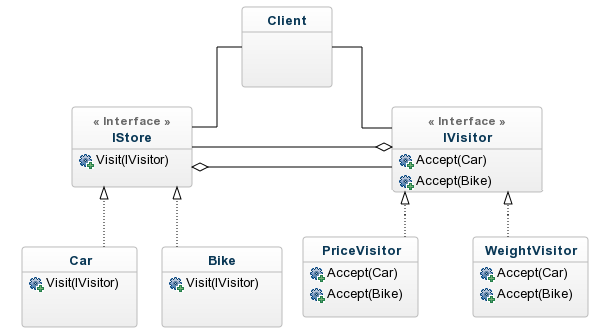 Client
« Interface »
IStore
Visit(IVisitor)
« Interface »
IVisitor
Accept(Car)
Accept(Bike)
Car
Visit(IVisitor)
Bike
Visit(IVisitor)
PriceVisitor
Accept(Car)
Accept(Bike)
WeightVisitor
Accept(Car)
Accept(Bike)